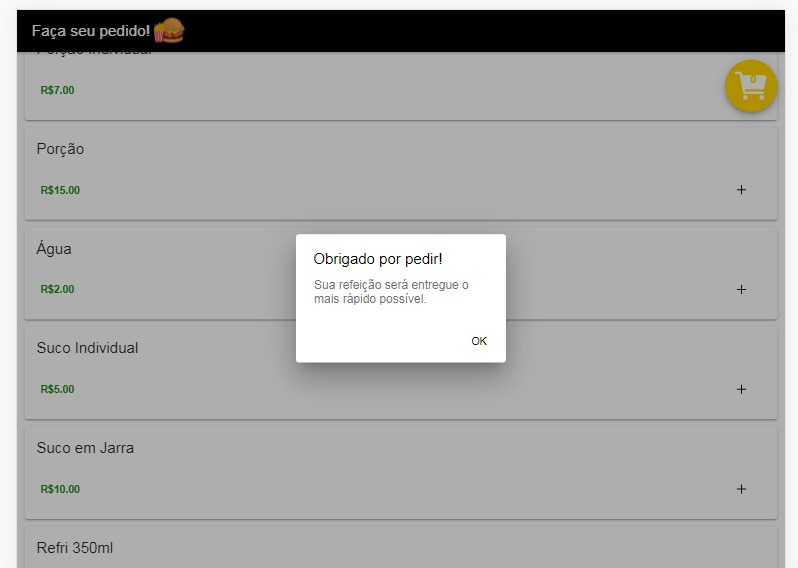 Faça seu pedido!
Porção Individual
R$7.00
0
Porção
R$15.00
+
Água
R$2.00
+
Obrigado por pedir!
Sua refeição será entregue o
mais rápido possível.
OK
Suco Individual
R$5.00
+
Suco em Jarra
R$10.00
+
Refri 350ml